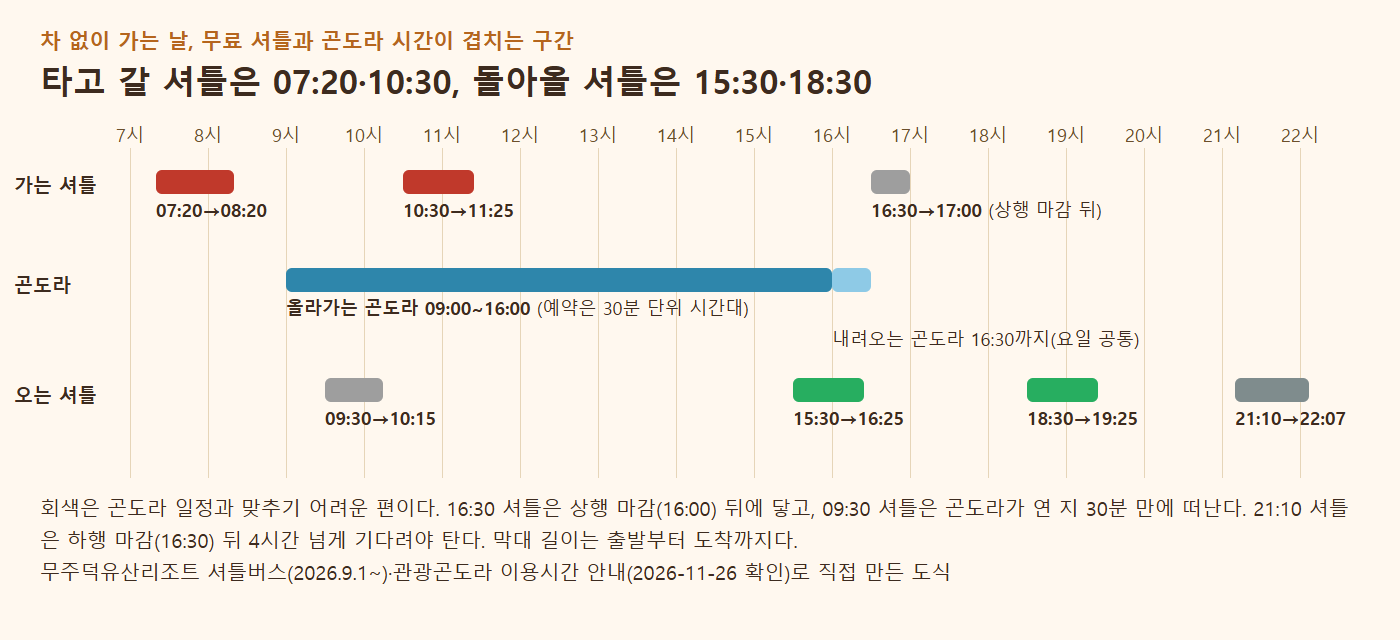 차 없이 가는 날, 무료 셔틀과 곤도라 시간이 겹치는 구간
타고 갈 셔틀은 07:20·10:30, 돌아올 셔틀은 15:30·18:30
7시 8시 9시 10시 11시 12시 13시 14시 15시 16시 17시 18시 19시 20시 21시 22시
가는 셔틀
07:20→08:20 10:30→11:25 16:30→17:00 (상행 마감 뒤)
곤도라
올라가는 곤도라 09:00~16:00 (예약은 30분 단위 시간대)
내려오는 곤도라 16:30까지(요일 공통)
오는 셔틀
09:30→10:15 15:30→16:25 18:30→19:25 21:10→22:07
회색은 곤도라 일정과 맞추기 어려운 편이다. 16:30 셔틀은 상행 마감(16:00) 뒤에 닿고, 09:30 셔틀은 곤도라가 연 지 30분 만에 떠난다. 21:10 셔틀
은 하행 마감(16:30) 뒤 4시간 넘게 기다려야 탄다. 막대 길이는 출발부터 도착까지다.
무주덕유산리조트 셔틀버스(2026.9.1~)·관광곤도라 이용시간 안내(2026-11-26 확인)로 직접 만든 도식